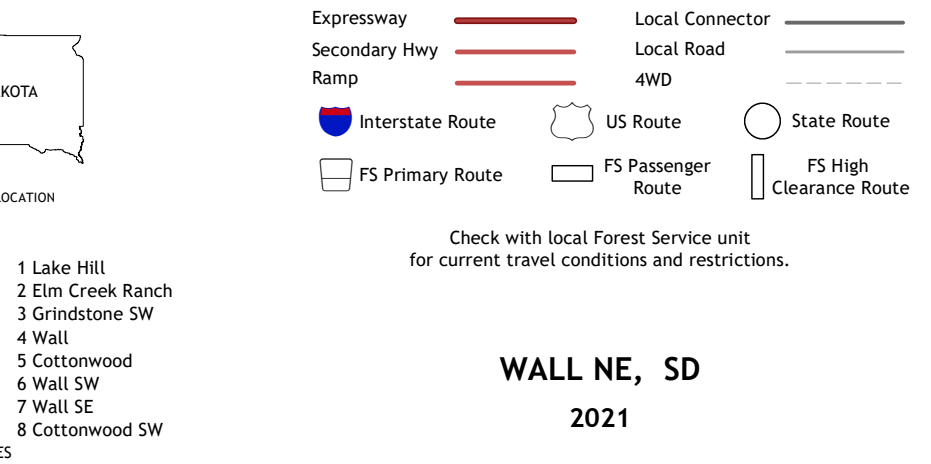 Expressway
Secondary Hwy
Ramp
Local Connector
Local Road
4WD
Interstate Route
US Route
State Route
FS Primary Route
FS Passenger
Route
FS High
Clearance Route
Check with local Forest Service unit
for current travel conditions and restrictions.
KOTA
OCATION
1 Lake Hill
2 Elm Creek Ranch
3 Grindstone SW
4 Wall
5 Cottonwood
6 Wall SW
7 Wall SE
8 Cottonwood SW
ES
WALL NE, SD
2021